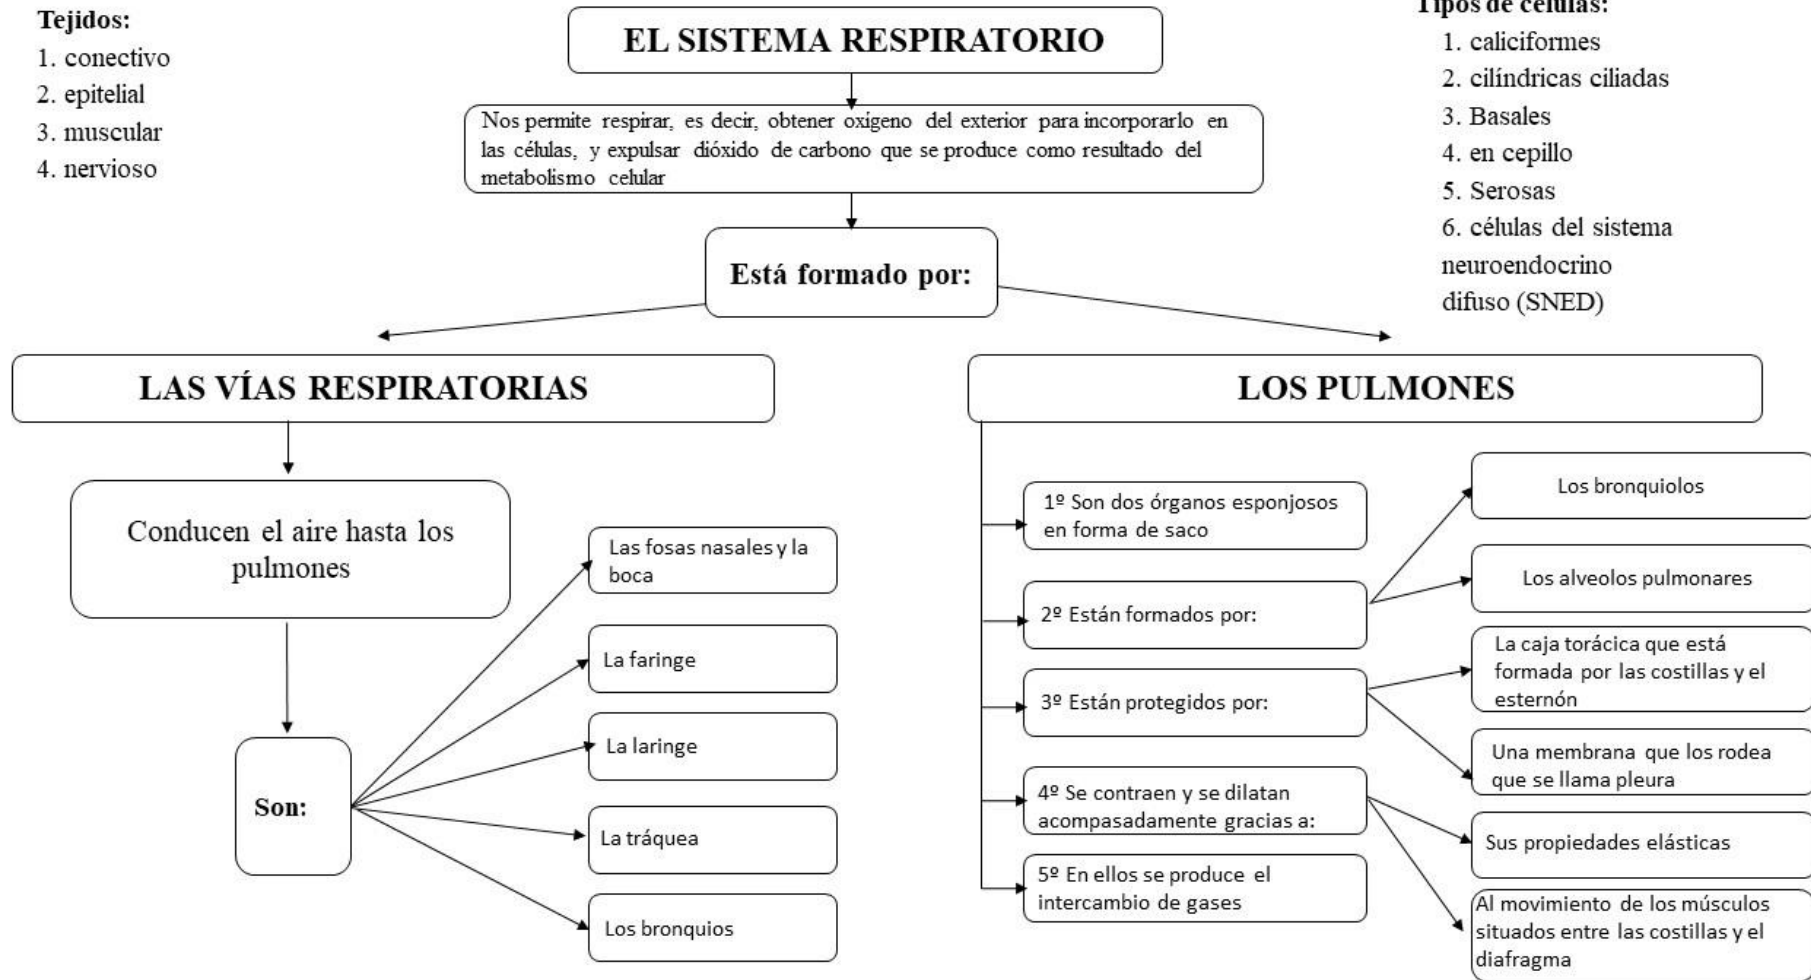 Tejidos:
1. conectivo
2. epitelial
3. muscular
4. nervioso
EL SISTEMA RESPIRATORIO
Nos permite respirar, es decir, obtener oxigeno del exterior para incorporarlo en
las células, y expulsar dióxido de carbono que se produce como resultado del
metabolismo celular
Tipos de células:
1. caliciformes
2. cilíndricas ciliadas
3. Basales
4. en cepillo
5. Serosas
6. células del sistema
neuroendocrino
difuso (SNED)
Está formado por:
LAS VÍAS RESPIRATORIAS
Conducen el aire hasta los
pulmones
Son:
Las fosas nasales y la
boca
La faringe
La laringe
La tráquea
Los bronquios
LOS PULMONES
1º Son dos órganos esponjosos
en forma de saco
2º Están formados por:
Los bronquiolos
Los alveolos pulmonares
3º Están protegidos por:
La caja torácica que está
formada por las costillas y el
esternón
Una membrana que los rodea
que se llama pleura
4º Se contraen y se dilatan
acompasadamente gracias a:
Sus propiedades elásticas
Al movimiento de los músculos
situados entre las costillas y el
diafragma
5º En ellos se produce el
intercambio de gases